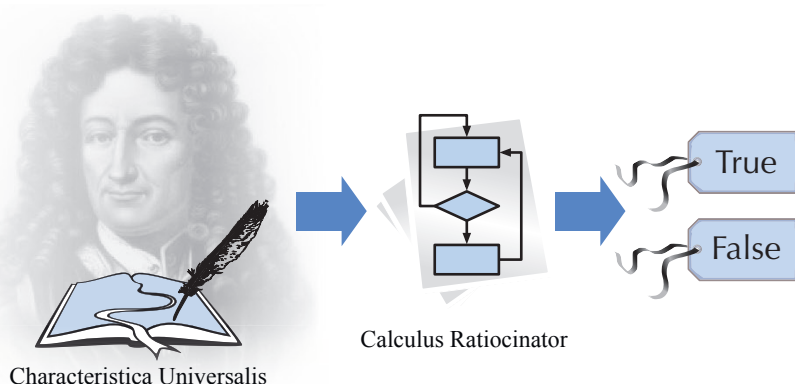 True
False
Calculus Ratiocinator
Characteristica Universalis